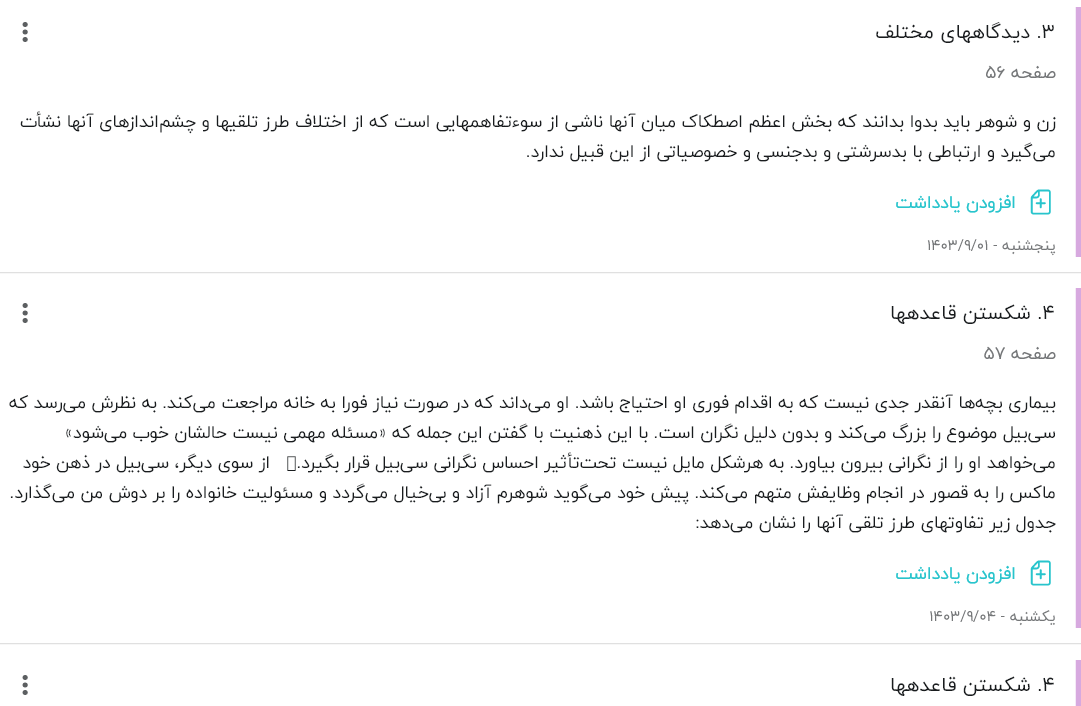 ۳. دیدگاههای مختلف
صفحه ۵۶
زن و شوهر باید بدوا بدانند که بخش اعظم اصطکاک میان آنها ناشی از سوءتفاهمهایی است که از اختلاف طرز تلقیها و چشم‌اندازهای آنها نشأت
می‌گیرد و ارتباطی با بدسرشتی و بدجنسی و خصوصیاتی از این قبیل ندارد.
افزودن یادداشت
پنجشنبه - ۱۴۰۳/۹/۰۱
۴. شکستن قاعدهها
صفحه ۵۷
بیماری بچه‌ها آنقدر جدی نیست که به اقدام فوری او احتیاج باشد. او می‌داند که در صورت نیاز فورا به خانه مراجعت می‌کند. به نظرش می‌رسد که
سی‌بیل موضوع را بزرگ می‌کند و بدون دلیل نگران است. با این ذهنیت با گفتن این جمله که «مسئله مهمی نیست حالشان خوب می‌شود»
می‌خواهد او را از نگرانی بیرون بیاورد. به هرشکل مایل نیست تحت‌تأثیر احساس نگرانی سی‌بیل قرار بگیرد. از سوی دیگر، سی‌بیل در ذهن خود
ماکس را به قصور در انجام وظایفش متهم می‌کند. پیش خود می‌گوید شوهرم آزاد و بی‌خیال می‌گردد و مسئولیت خانواده را بر دوش من می‌گذارد.
جدول زیر تفاوتهای طرز تلقی آنها را نشان می‌دهد:
افزودن یادداشت
یکشنبه - ۱۴۰۳/۹/۰۴
۴. شکستن قاعدهها